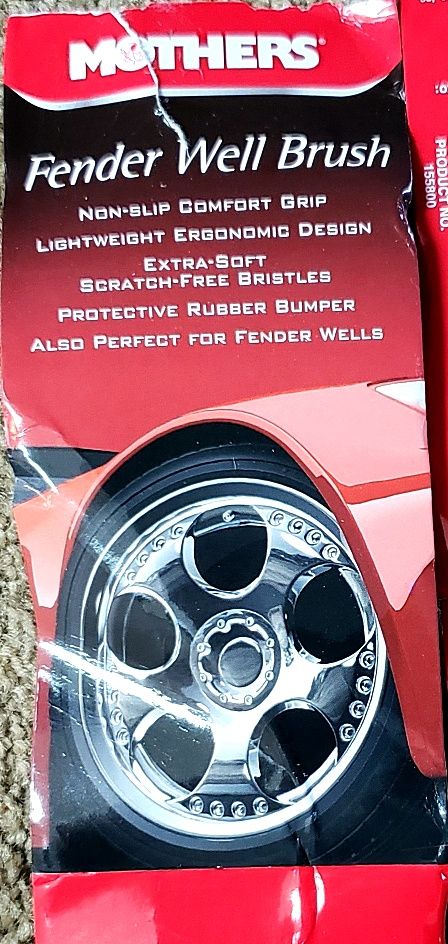 MOTHERS®
Fender Well Brush
NON-SLIP COMFORT GRIP
LIGHTWEIGHT ERGONOMIC DESIGN
EXTRA-SOFT
SCRATCH-FREE BRISTLES
PROTECTIVE RUBBER BUMPER
ALSO PERFECT FOR FENDER WELLS
PRODUCT NO.
155800